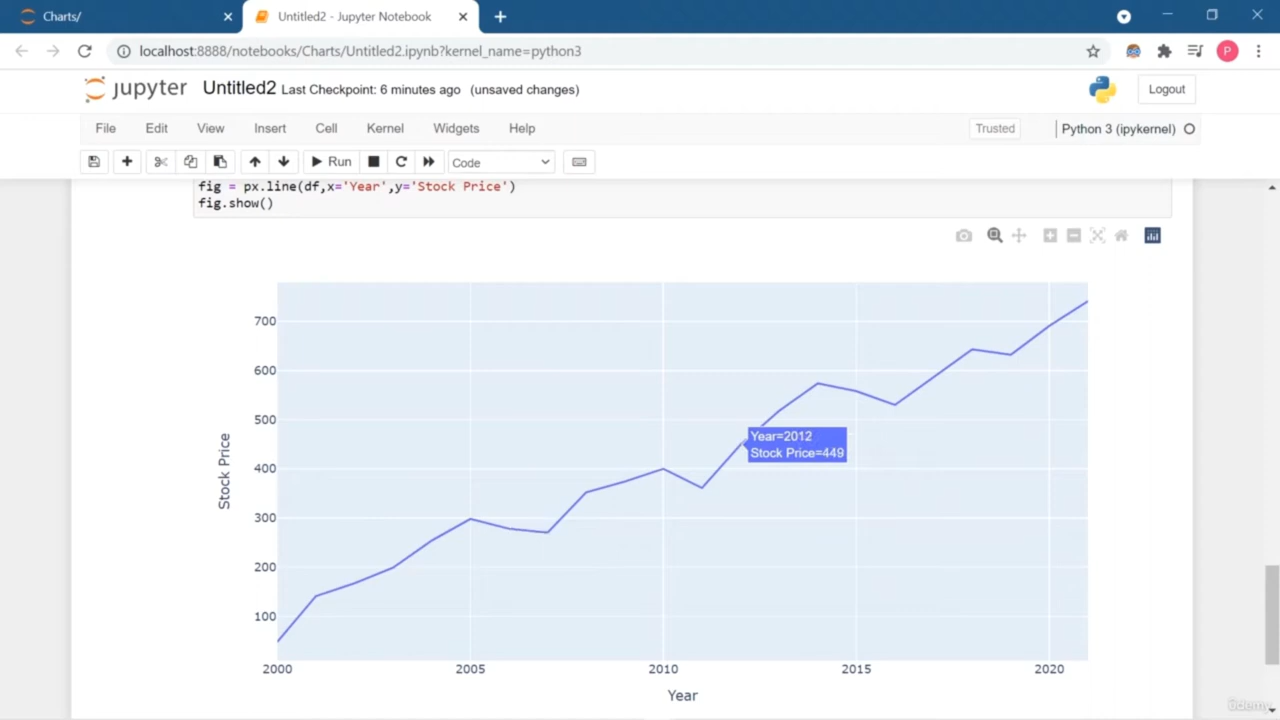 Charts/
Untitled2 - Jupyter Notebook
localhost:8888/notebooks/Charts/Untitled2.ipynb?kernel_name=python3
P
jupyter Untitled2 Last Checkpoint: 6 minutes ago (unsaved changes)
Logout
File Edit View Insert Cell Kernel Widgets Help
Trusted
Python 3 (ipykernel)
Run
Code
fig = px.line(df,x='Year',y='Stock Price')
fig.show()
700
600
500
400
300
200
100
Stock Price
Year=2012
Stock Price=449
2000 2005 2010 2015 2020
Year
ûdemy